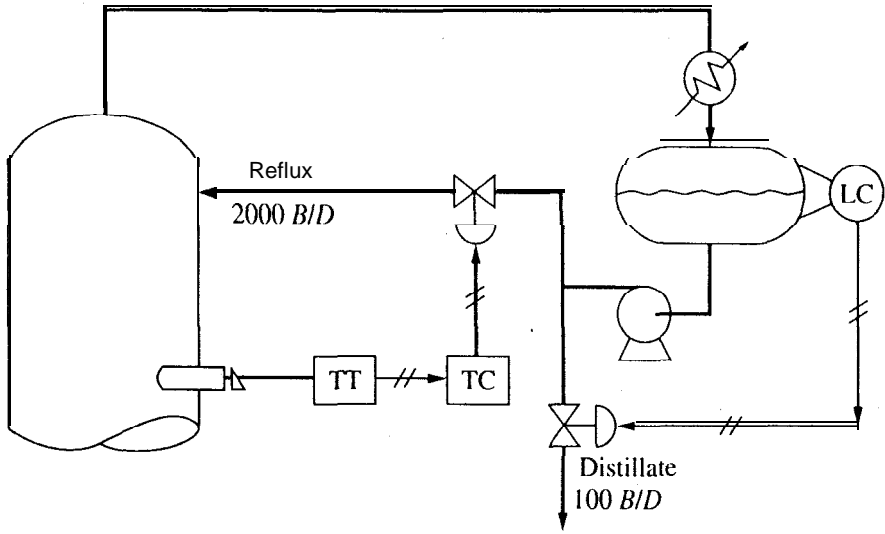 Reflux
2000 B/D
LC
TT
TC
Distillate
100 B/D